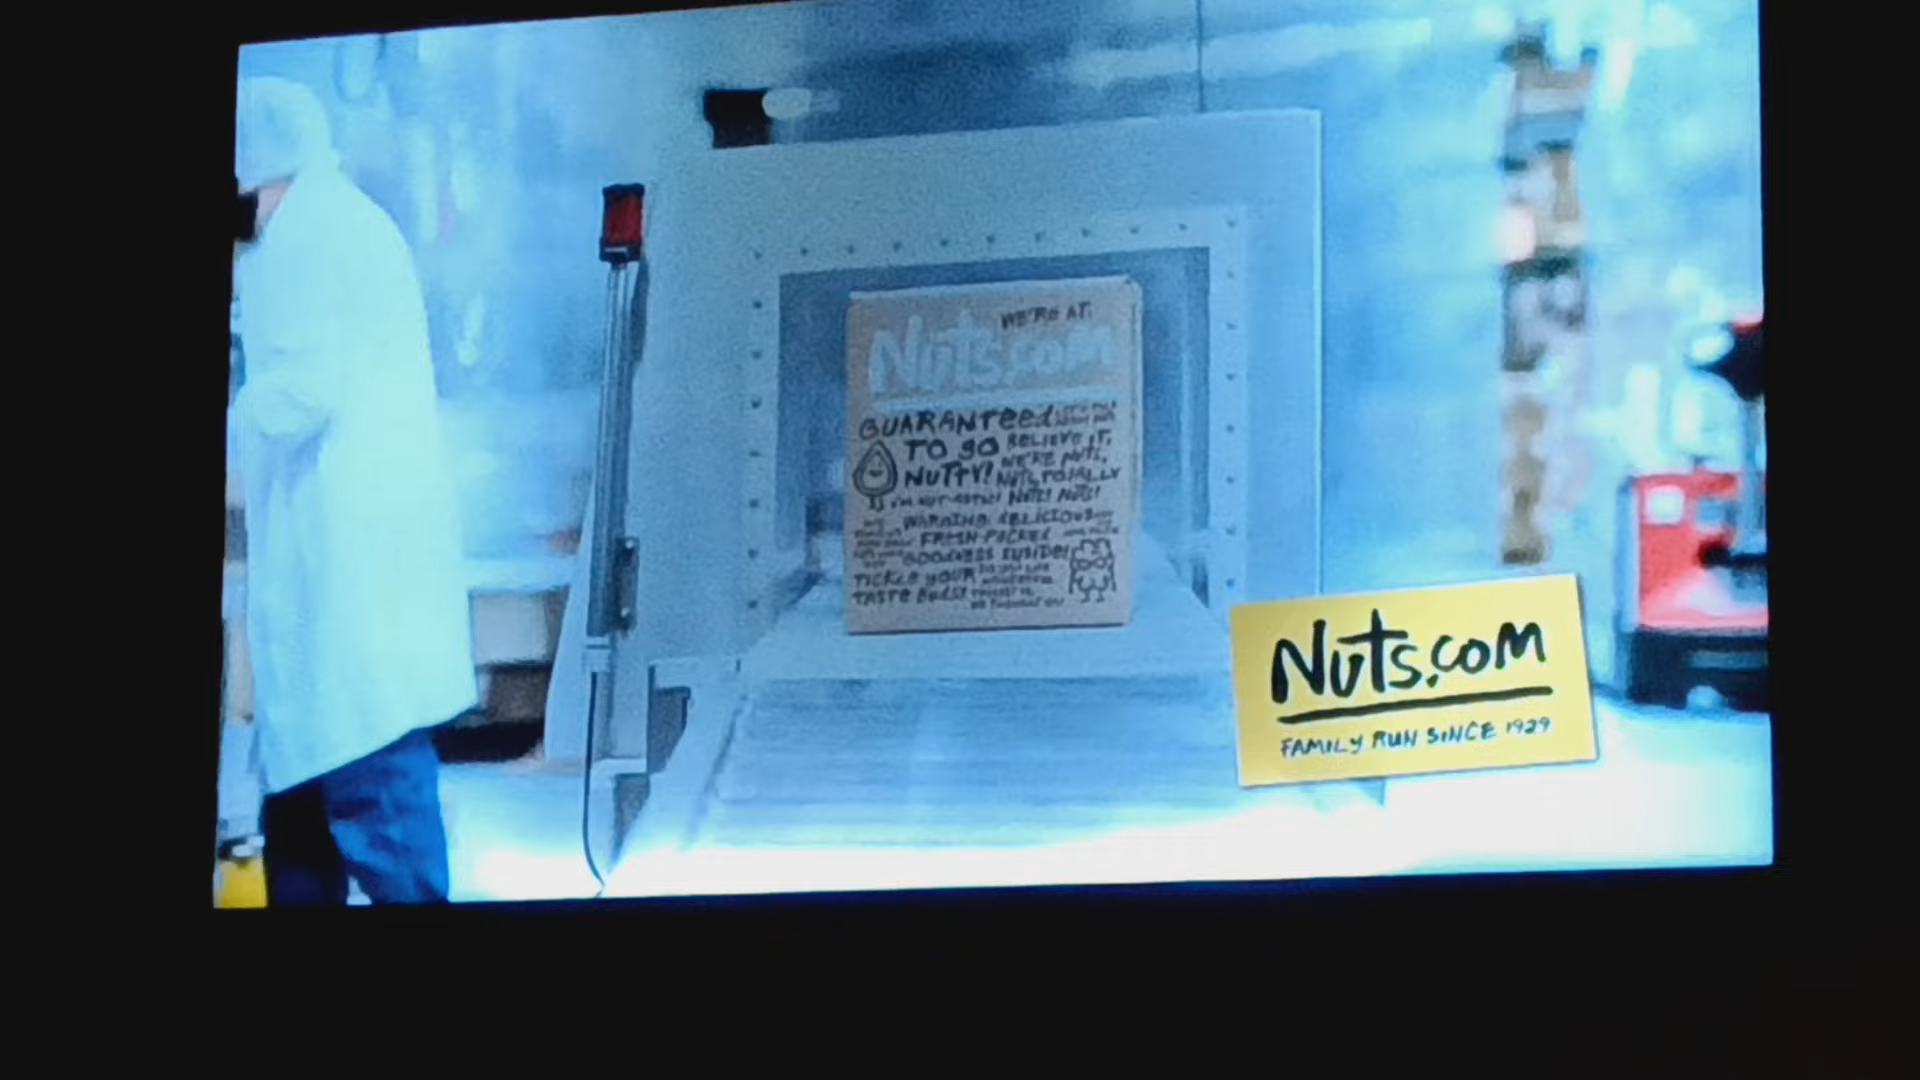 WE'RE AT:
Nuts.com
GUARANTEED
TO GO BELIEVE IT,
NUTTY! WE'RE NUTS,
NUTS, TOTALLY
NUTS! NUTS!
WARNING: DELICIOUS
FRESH-PACKED
GOODNESS INSIDE!
TICKLE YOUR
TASTE BUDS!
Nuts.com
FAMILY RUN SINCE 1929